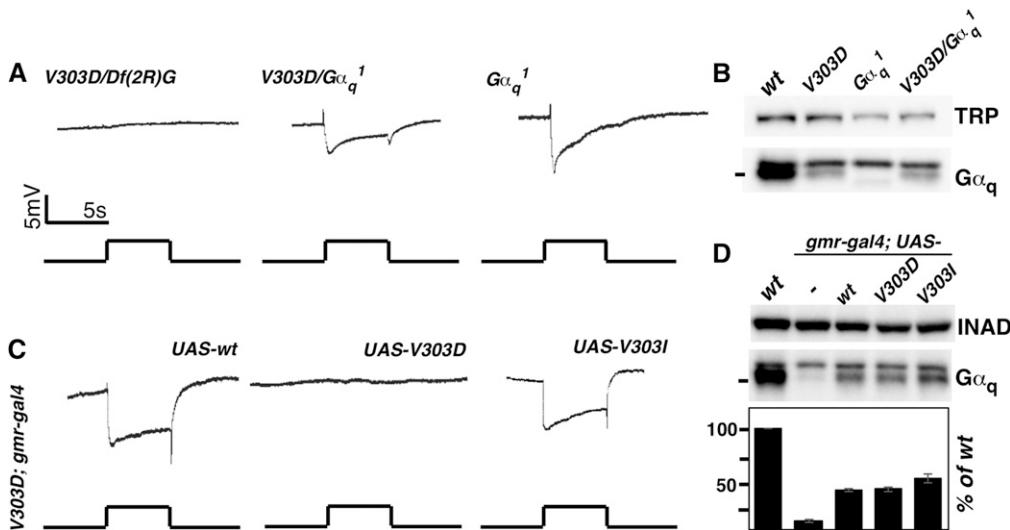 A
V303D/Df(2R)G
V303D/Gαq¹
Gαq¹
5mV
5s
B
wt
V303D
Gαq¹
V303D/Gαq¹
TRP
Gαq
C
V303D; gmr-gal4
UAS-wt
UAS-V303D
UAS-V303I
D
gmr-gal4; UAS-
wt
-
wt
V303D
V303I
INAD
Gαq
100
50
% of wt